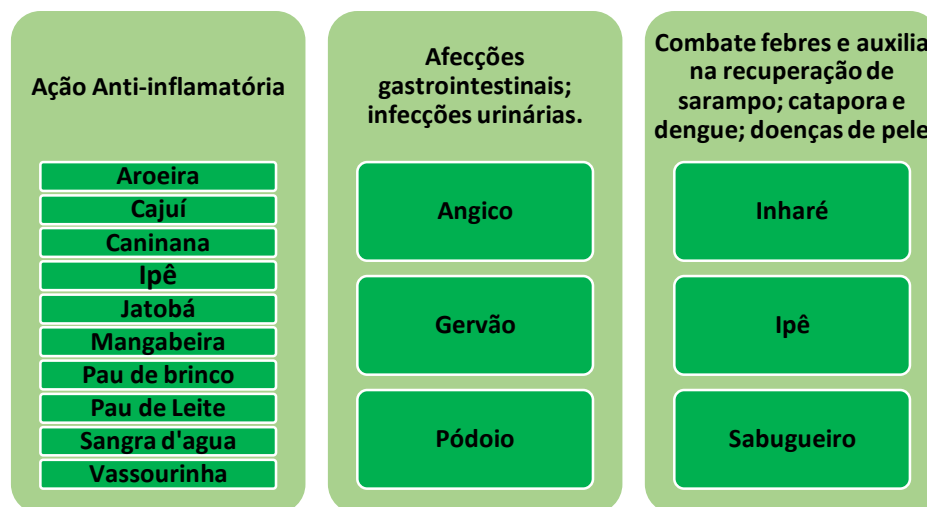 Ação Anti-inflamatória
Aroeira
Cajuí
Caninana
Ipê
Jatobá
Mangabeira
Pau de brinco
Pau de Leite
Sangra d'agua
Vassourinha
Afecções
gastrointestinais;
infecções urinárias.
Angico
Gervão
Pódoio
Combate febres e auxilia
na recuperação de
sarampo; catapora e
dengue; doenças de pele
Inharé
Ipê
Sabugueiro